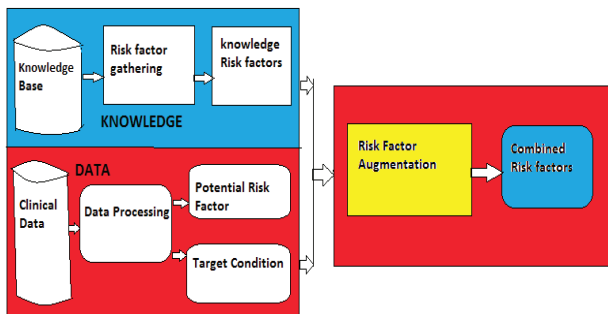 Knowledge
Base
Risk factor
gathering
knowledge
Risk factors
KNOWLEDGE
DATA
Clinical
Data
Data Processing
Potential Risk
Factor
Target Condition
Risk Factor
Augmentation
Combined
Risk factors